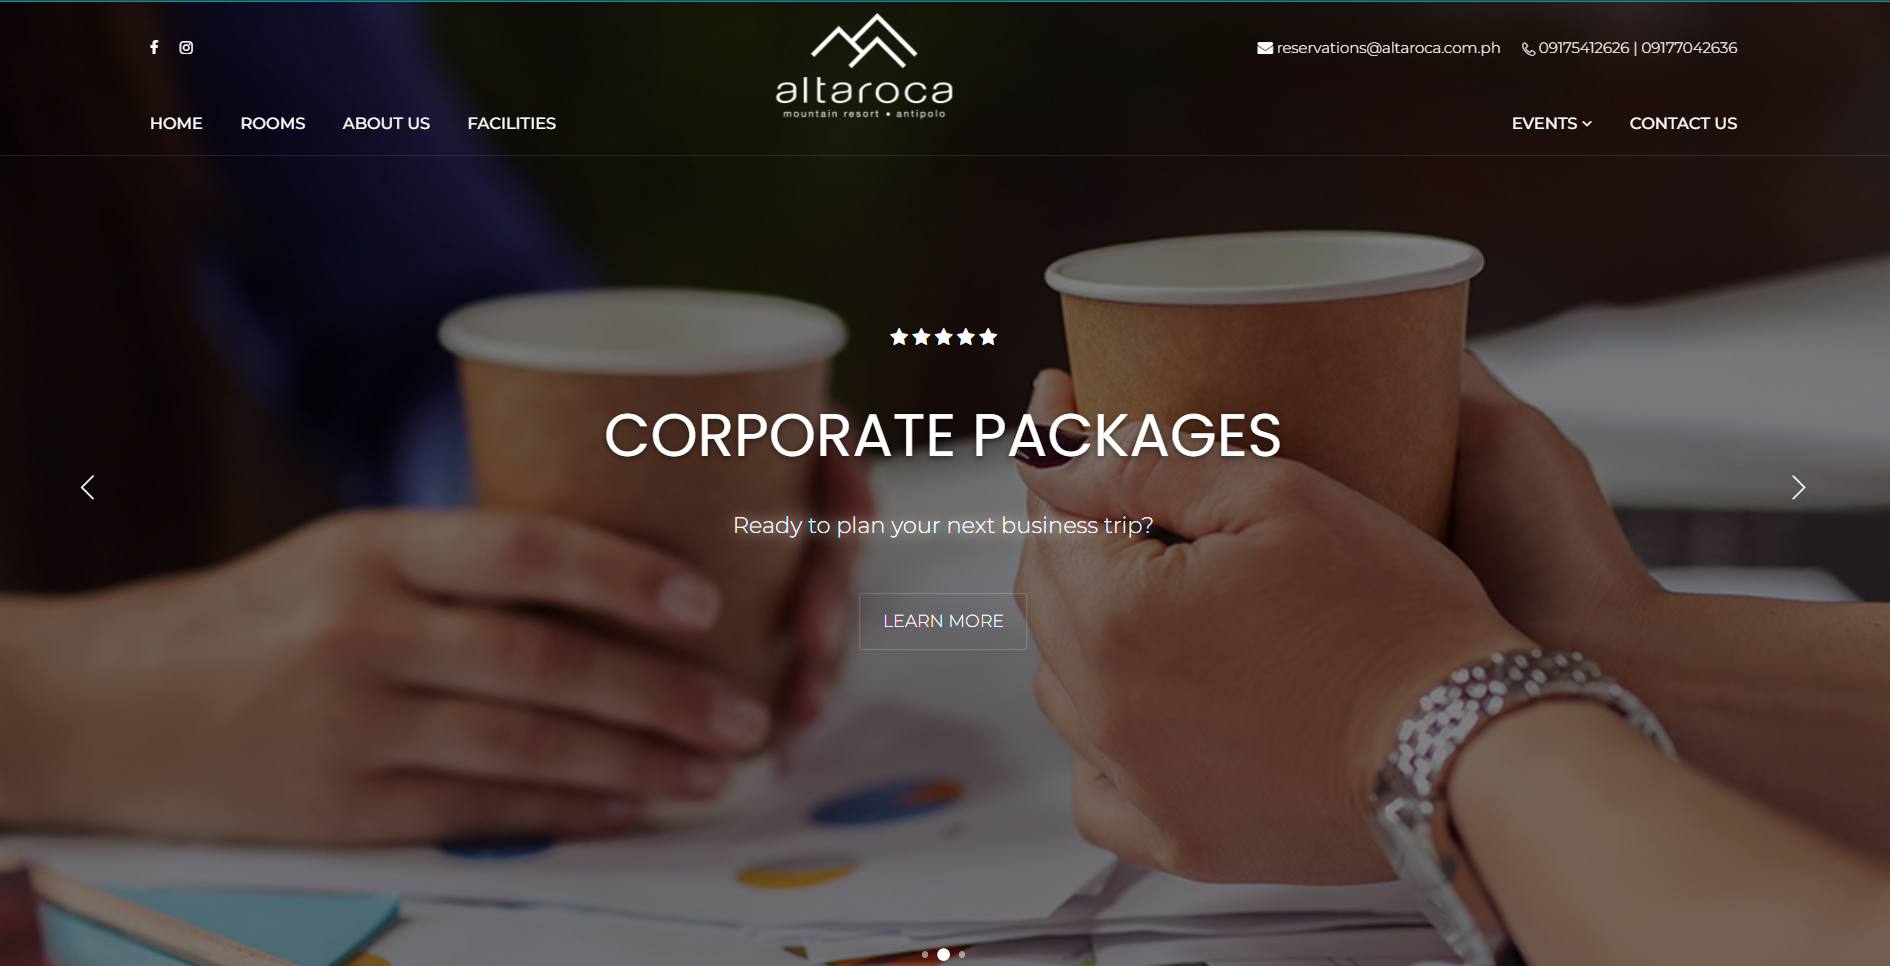 reservations@altaroca.com.ph 09175412626 | 09177042636
altaroca
mountain resort • antipolo
HOME ROOMS ABOUT US FACILITIES EVENTS CONTACT US
CORPORATE PACKAGES
Ready to plan your next business trip?
LEARN MORE